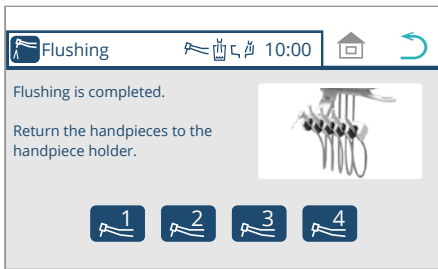 Flushing 10:00
Flushing is completed.
Return the handpieces to the
handpiece holder.
1 2 3 4